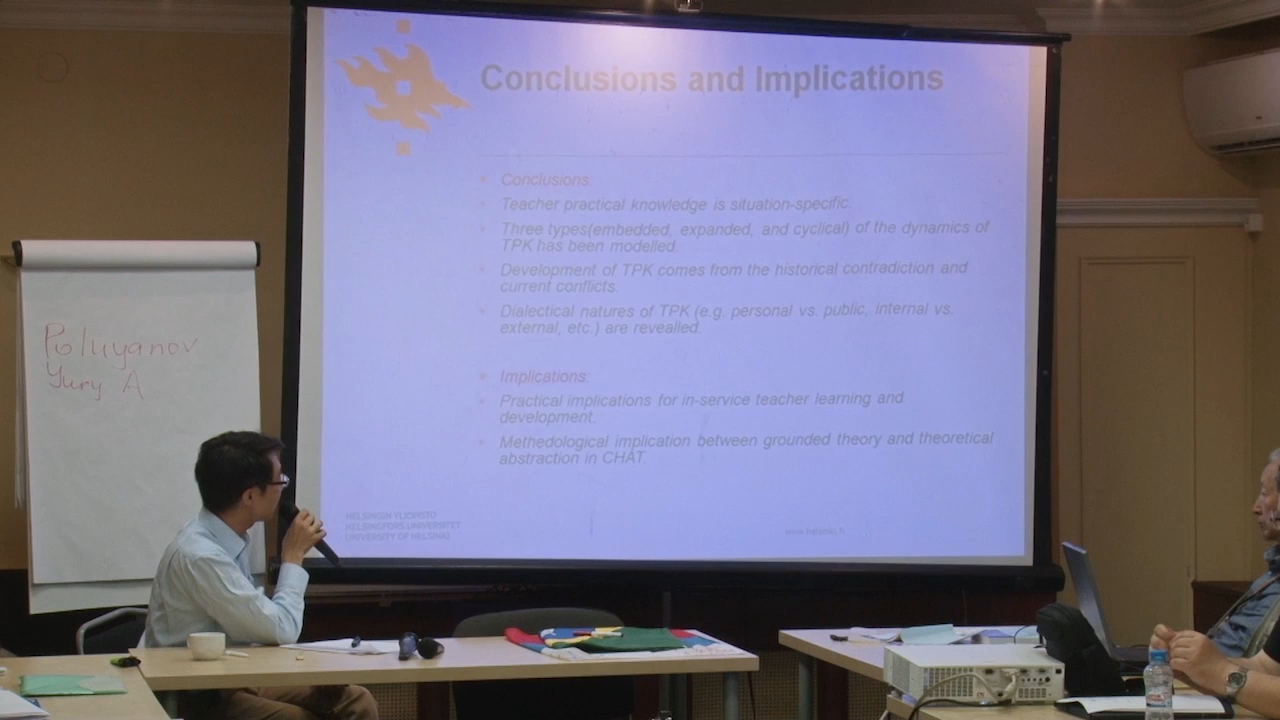 Conclusions and Implications
Conclusions:
Teacher practical knowledge is situation-specific.
Three types(embedded, expanded, and cyclical) of the dynamics of
TPK has been modelled.
Development of TPK comes from the historical contradiction and
current conflicts.
Dialectical natures of TPK (e.g. personal vs. public, internal vs.
external, etc.) are revealled.
Implications:
Practical implications for in-service teacher learning and
development.
Methedological implication between grounded theory and theoretical
abstraction in CHAT.
HELSINGIN YLIOPISTO
HELSINGFORS UNIVERSITET
UNIVERSITY OF HELSINKI
www.helsinki.fi
Poluyanov
Yury A